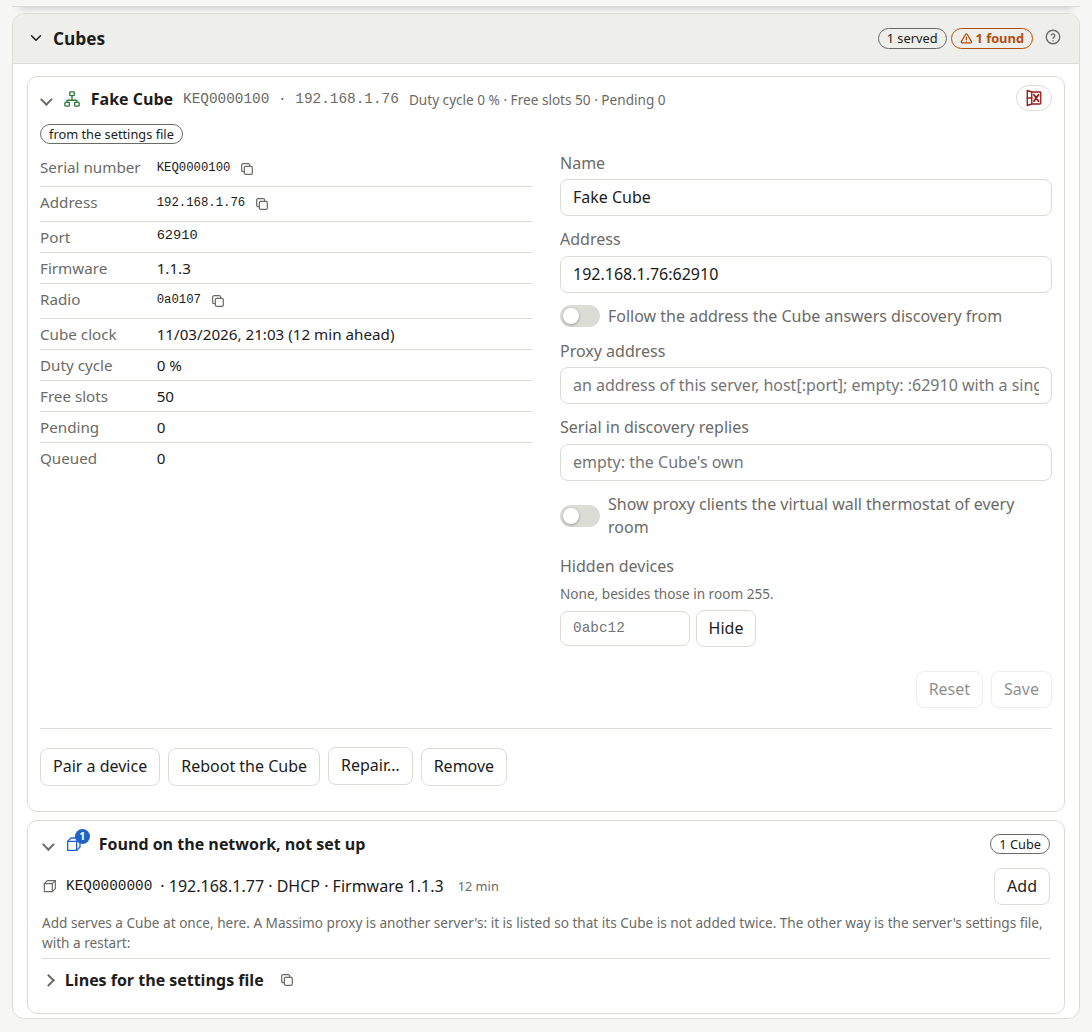 Cubes
1 served
1 found
Fake Cube KEQ0000100 · 192.168.1.76 Duty cycle 0 % · Free slots 50 · Pending 0
from the settings file
Serial number KEQ0000100
Address 192.168.1.76
Port 62910
Firmware 1.1.3
Radio 0a0107
Cube clock 11/03/2026, 21:03 (12 min ahead)
Duty cycle 0 %
Free slots 50
Pending 0
Queued 0
Name
Fake Cube
Address
192.168.1.76:62910
Follow the address the Cube answers discovery from
Proxy address
an address of this server, host[:port]; empty: :62910 with a sing
Serial in discovery replies
empty: the Cube's own
Show proxy clients the virtual wall thermostat of every
room
Hidden devices
None, besides those in room 255.
0abc12 Hide
Reset Save
Pair a device Reboot the Cube Repair... Remove
1
Found on the network, not set up 1 Cube
KEQ0000000 · 192.168.1.77 · DHCP · Firmware 1.1.3 12 min Add
Add serves a Cube at once, here. A Massimo proxy is another server's: it is listed so that its Cube is not added twice. The other way is the server's settings file,
with a restart:
Lines for the settings file